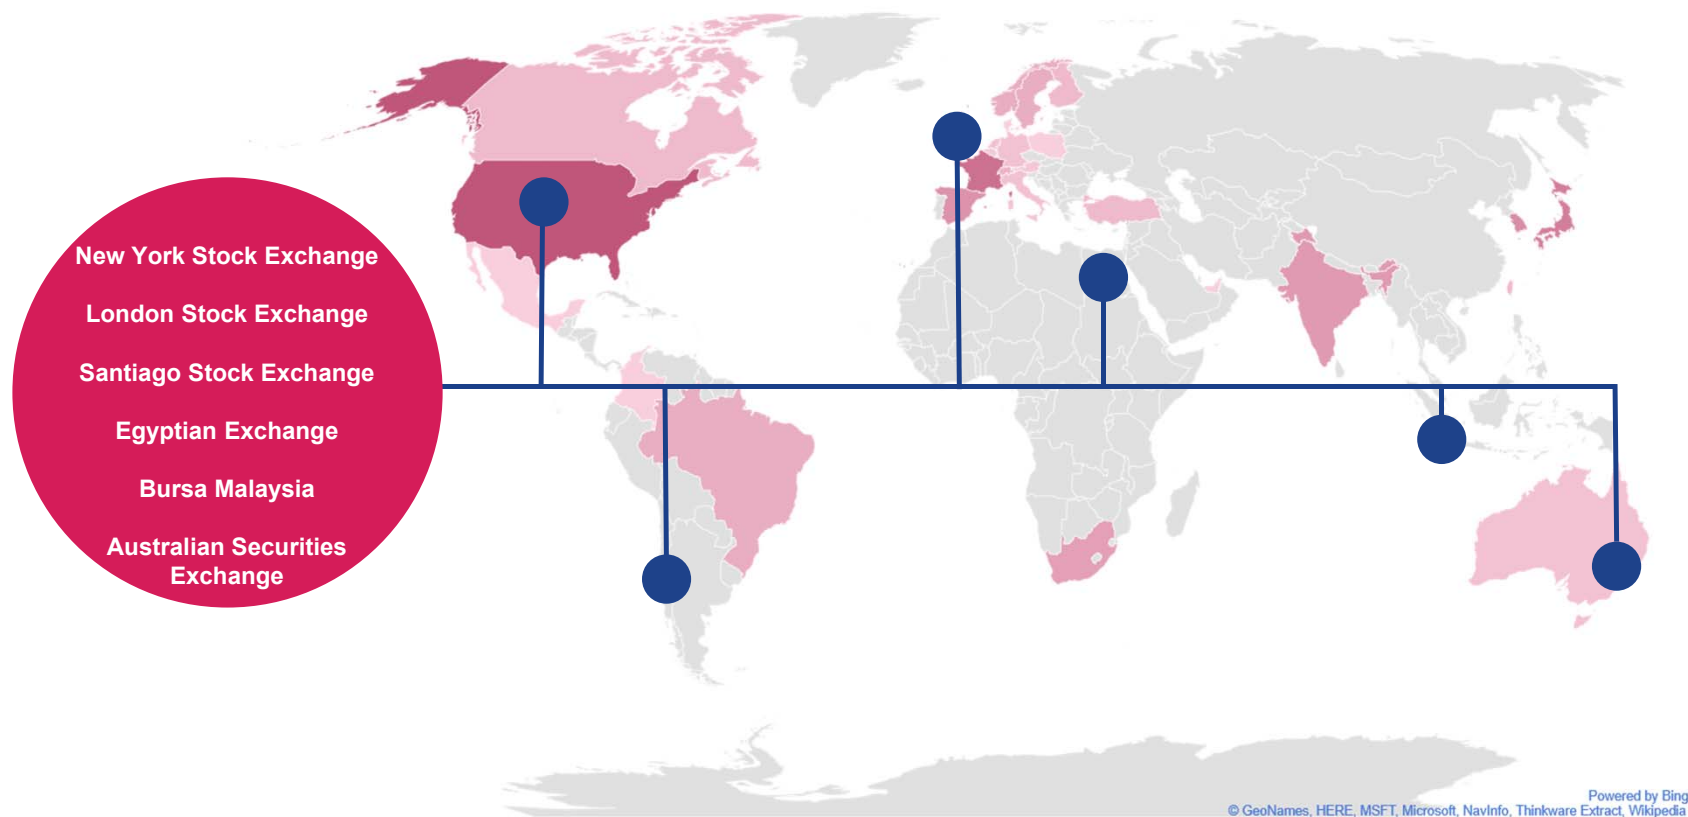 New York Stock Exchange
London Stock Exchange
Santiago Stock Exchange
Egyptian Exchange
Bursa Malaysia
Australian Securities
Exchange
Powered by Bing
© GeoNames, HERE, MSFT, Microsoft, NavInfo, Thinkware Extract, Wikipedia